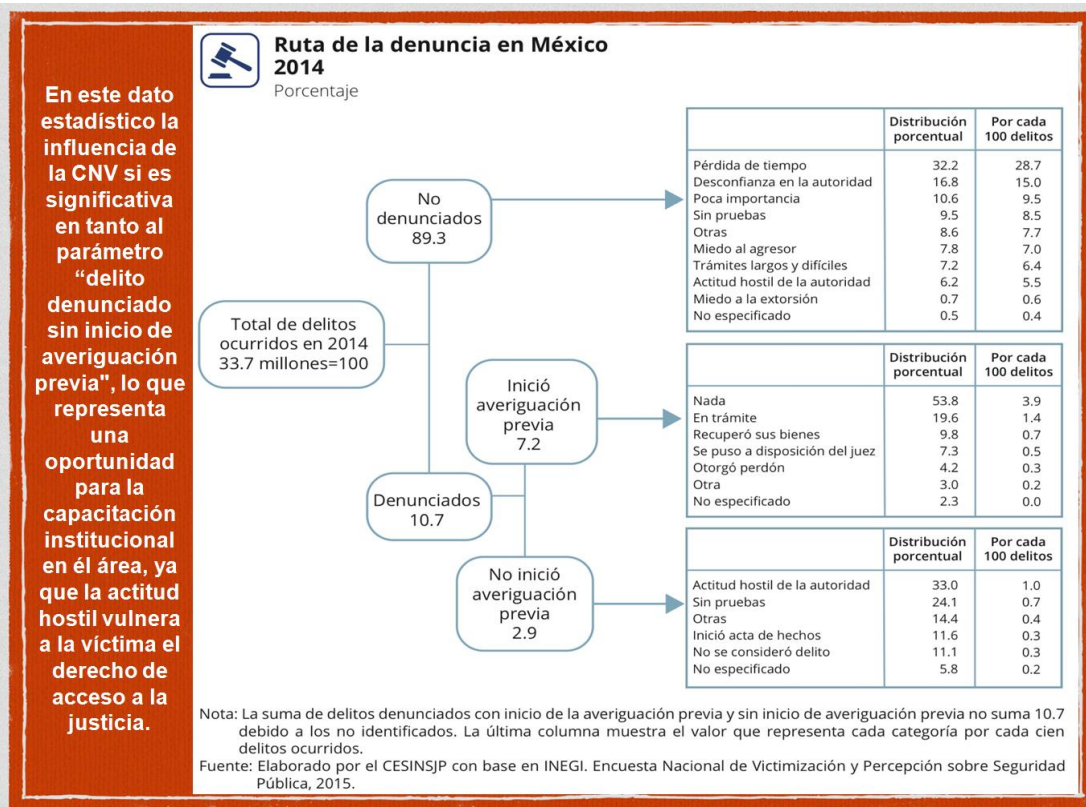 En este dato
estadístico la
influencia de
la CNV si es
significativa
en tanto al
parámetro
“delito
denunciado
sin inicio de
averiguación
previa", lo que
representa
una
oportunidad
para la
capacitación
institucional
en él área, ya
que la actitud
hostil vulnera
a la víctima el
derecho de
acceso a la
justicia.
Ruta de la denuncia en México
2014
Porcentaje
Total de delitos
ocurridos en 2014
33.7 millones=100
No
denunciados
89.3
Denunciados
10.7
Inició
averiguación
previa
7.2
No inició
averiguación
previa
2.9
Distribución porcentual Por cada 100 delitos
Pérdida de tiempo 32.2 28.7
Desconfianza en la autoridad 16.8 15.0
Poca importancia 10.6 9.5
Sin pruebas 9.5 8.5
Otras 8.6 7.7
Miedo al agresor 7.8 7.0
Trámites largos y difíciles 7.2 6.4
Actitud hostil de la autoridad 6.2 5.5
Miedo a la extorsión 0.7 0.6
No especificado 0.5 0.4
Distribución porcentual Por cada 100 delitos
Nada 53.8 3.9
En trámite 19.6 1.4
Recuperó sus bienes 9.8 0.7
Se puso a disposición del juez 7.3 0.5
Otorgó perdón 4.2 0.3
Otra 3.0 0.2
No especificado 2.3 0.0
Distribución porcentual Por cada 100 delitos
Actitud hostil de la autoridad 33.0 1.0
Sin pruebas 24.1 0.7
Otras 14.4 0.4
Inició acta de hechos 11.6 0.3
No se consideró delito 11.1 0.3
No especificado 5.8 0.2
Nota: La suma de delitos denunciados con inicio de la averiguación previa y sin inicio de averiguación previa no suma 10.7
debido a los no identificados. La última columna muestra el valor que representa cada categoría por cada cien
delitos ocurridos.
Fuente: Elaborado por el CESINSJP con base en INEGI. Encuesta Nacional de Victimización y Percepción sobre Seguridad
Pública, 2015.